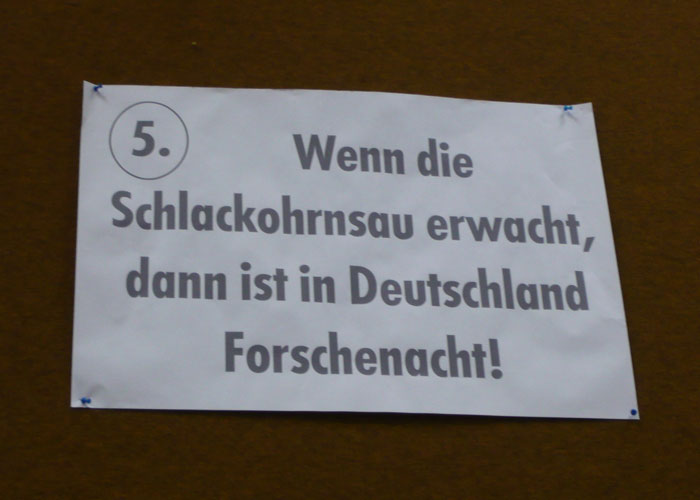 5.
Wenn die
Schlackohrnsau erwacht,
dann ist in Deutschland
Forschenacht!